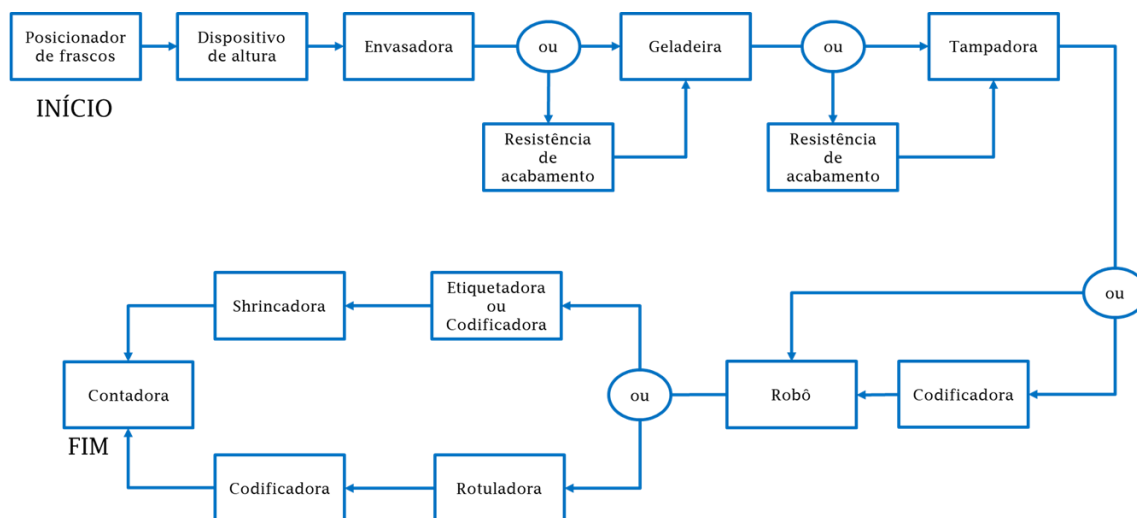 Posicionador
de frascos
Dispositivo
de altura
Envasadora
ou
Geladeira
ou
Tampadora
INÍCIO
Resistência
de
acabamento
Resistência
de
acabamento
ou
Shrincadora
Etiquetadora
ou
Codificadora
Contadora
ou
Robô
Codificadora
FIM
Codificadora
Rotuladora